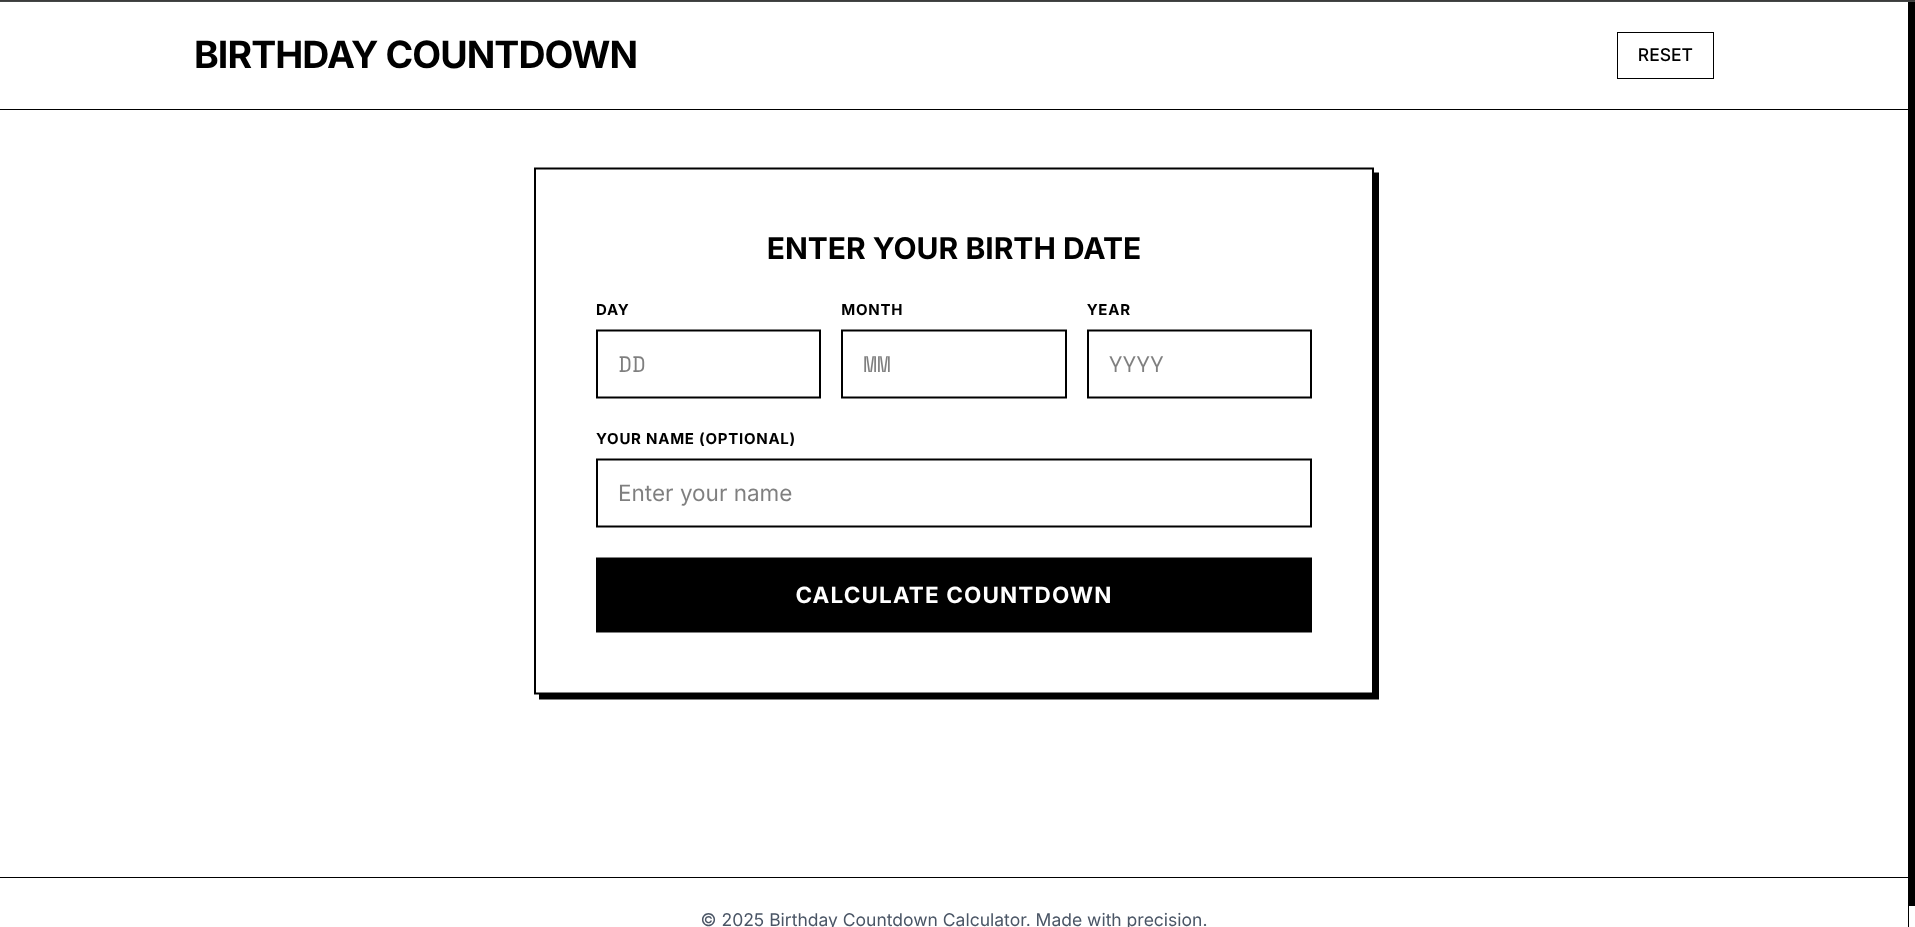 BIRTHDAY COUNTDOWN
RESET
ENTER YOUR BIRTH DATE
DAY MONTH YEAR
DD MM YYYY
YOUR NAME (OPTIONAL)
Enter your name
CALCULATE COUNTDOWN
© 2025 Birthday Countdown Calculator. Made with precision.